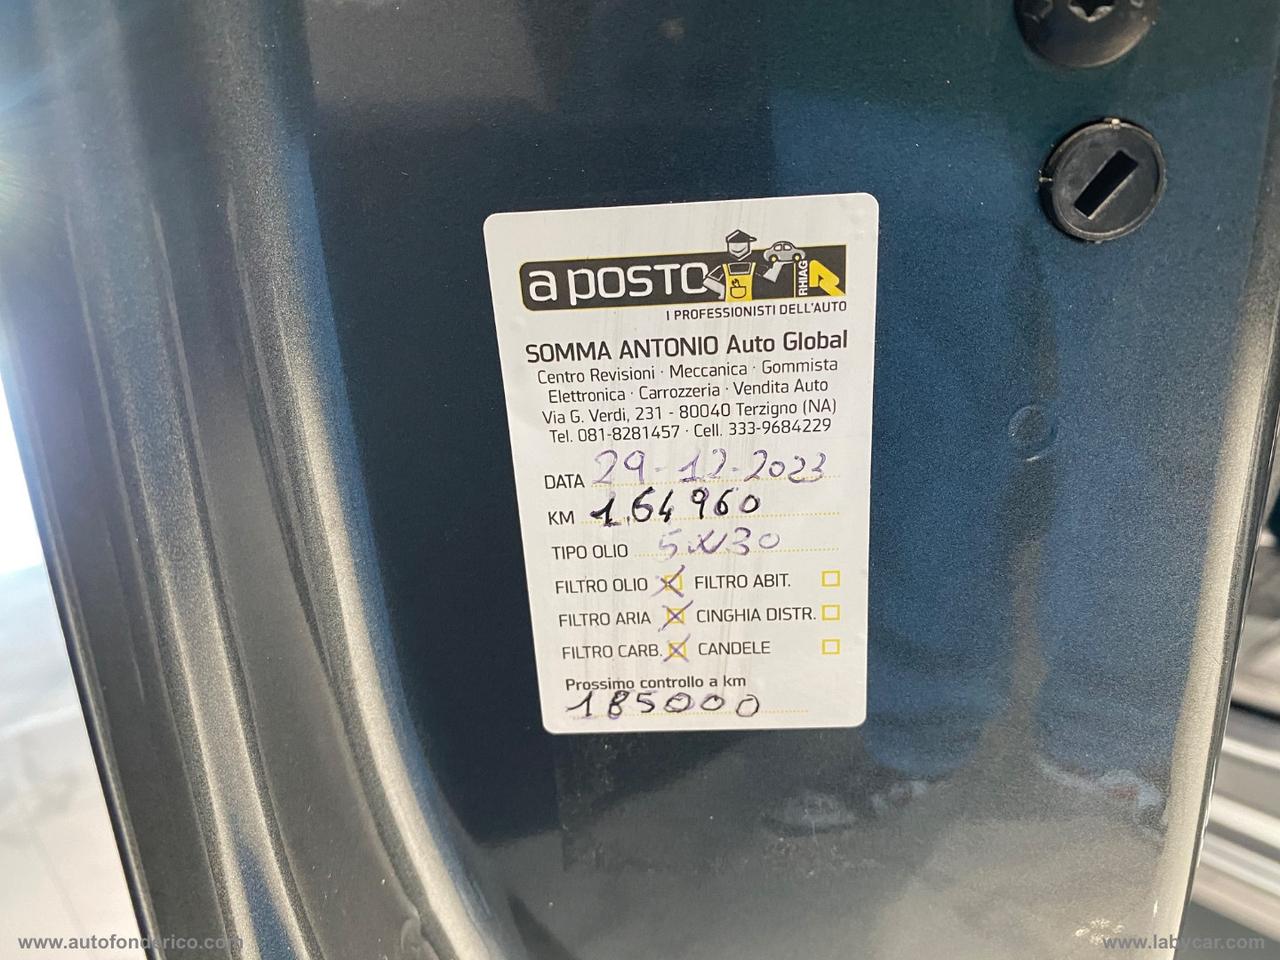 a posto
RHIAG
I PROFESSIONISTI DELL'AUTO
SOMMA ANTONIO Auto Global
Centro Revisioni · Meccanica · Gommista
Elettronica · Carrozzeria · Vendita Auto
Via G. Verdi, 231 - 80040 Terzigno (NA)
Tel. 081-8281457 · Cell. 333-9684229
DATA 29-12-2023
KM 164960
TIPO OLIO 5W30
FILTRO OLIO X FILTRO ABIT.
FILTRO ARIA X CINGHIA DISTR.
FILTRO CARB. X CANDELE
Prossimo controllo a km
185000
www.autofonderico.com
www.labycar.com